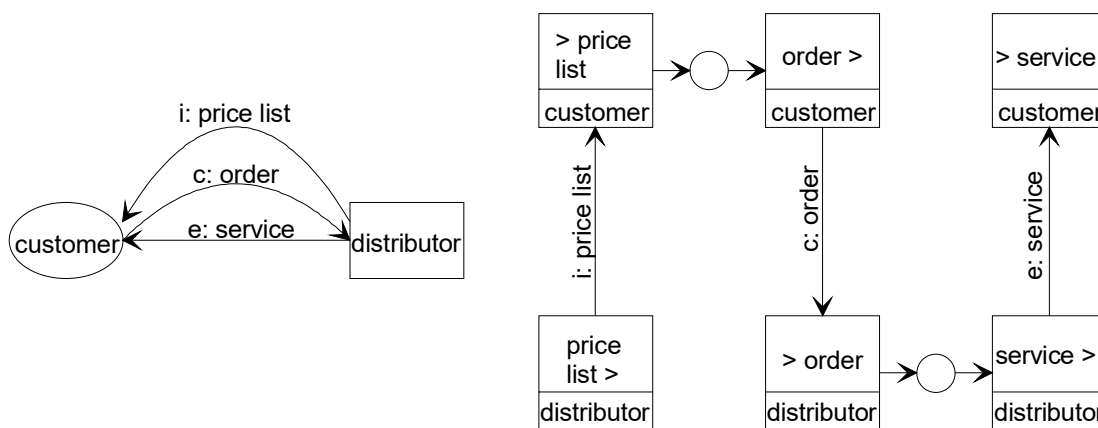 i: price list
c: order
e: service
customer
distributor
> price
list
customer
order >
customer
> service
customer
i: price list
c: order
e: service
price
list >
distributor
> order
distributor
service >
distributor